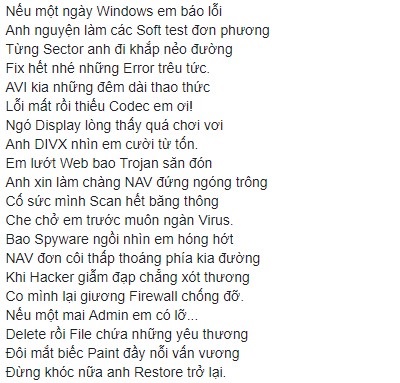 Nếu một ngày Windows em báo lỗi
Anh nguyện làm các Soft test đơn phương
Từng Sector anh đi khắp nẻo đường
Fix hết nhé những Error trêu tức.
AVI kia những đêm dài thao thức
Lỗi mất rồi thiếu Codec em ơi!
Ngó Display lòng thấy quá chơi vơi
Anh DIVX nhìn em cười từ tốn.
Em lướt Web bao Trojan săn đón
Anh xin làm chàng NAV đứng ngóng trông
Cố sức mình Scan hết băng thông
Che chở em trước muôn ngàn Virus.
Bao Spyware ngồi nhìn em hóng hớt
NAV đơn côi thấp thoáng phía kia đường
Khi Hacker giẫm đạp chẳng xót thương
Co mình lại giương Firewall chống đỡ.
Nếu một mai Admin em có lỡ...
Delete rồi File chứa những yêu thương
Đôi mắt biếc Paint đầy nỗi vấn vương
Đừng khóc nữa anh Restore trở lại.